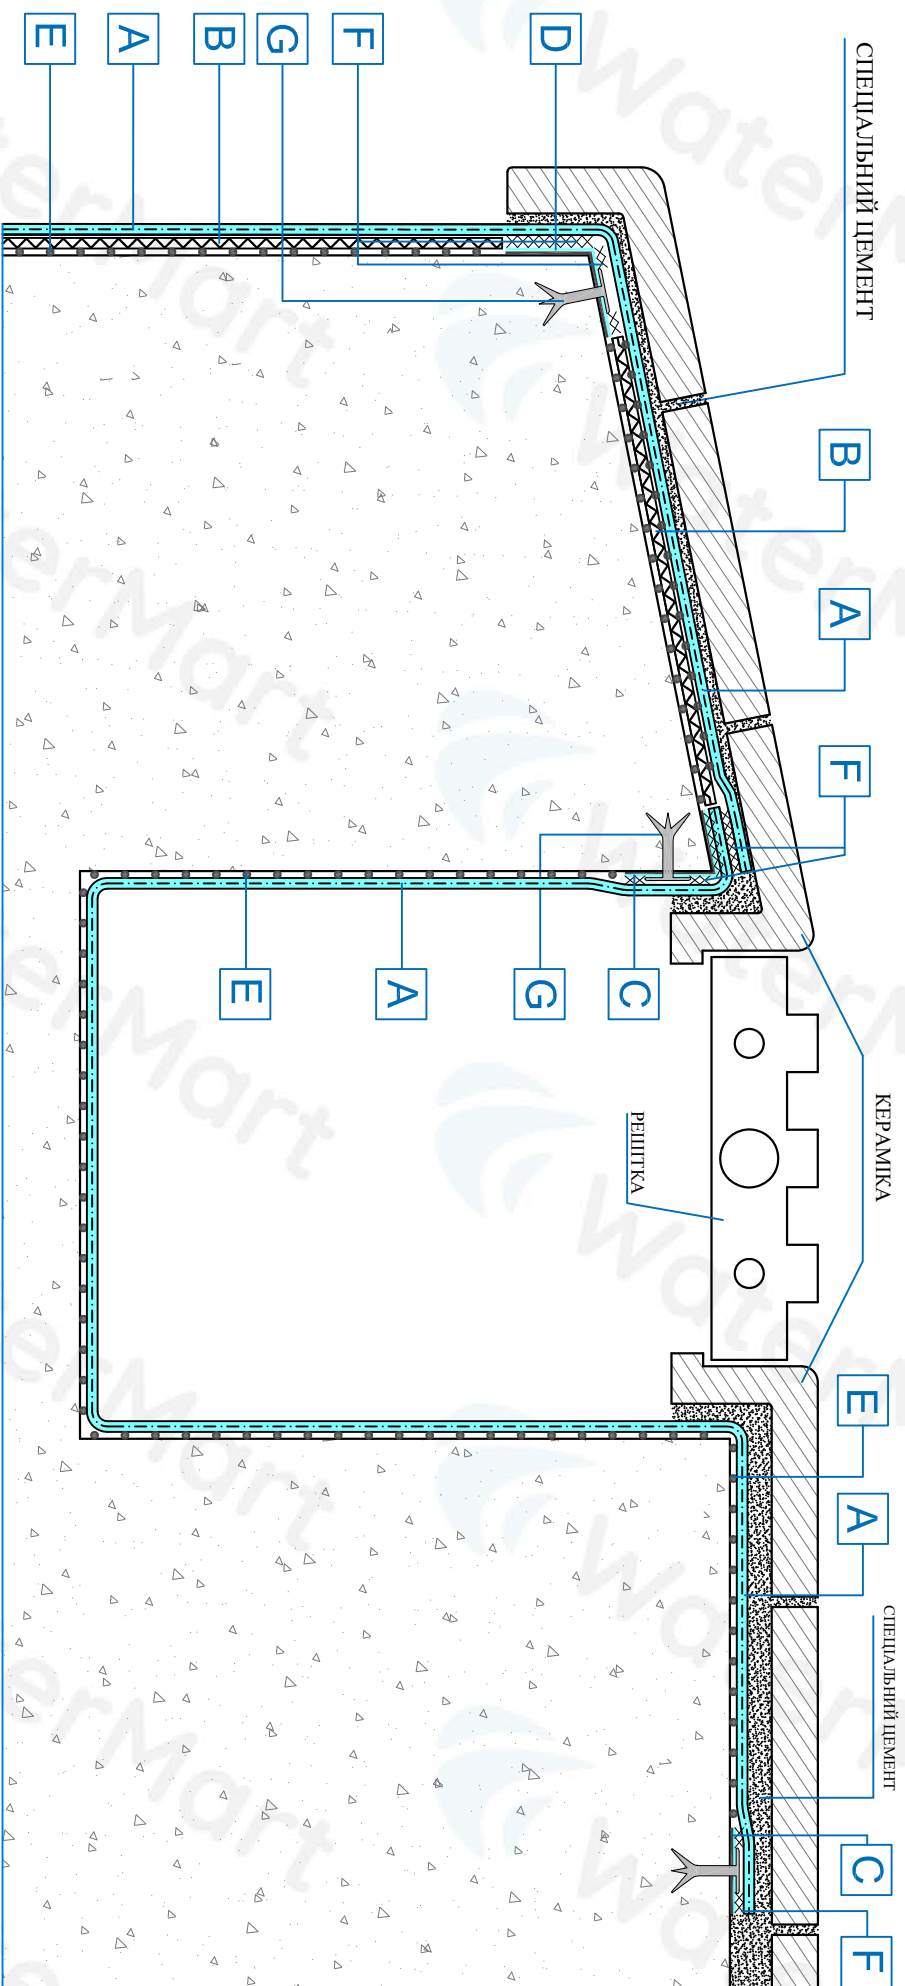 СПЕЦІАЛЬНИЙ ЦЕМЕНТ
КЕРАМІКА
СПЕЦІАЛЬНИЙ ЦЕМЕНТ
B
A
F
E
A
C
F
D
F
G
B
A
E
РЕШІТКА
C
G
A
E
WaterMart